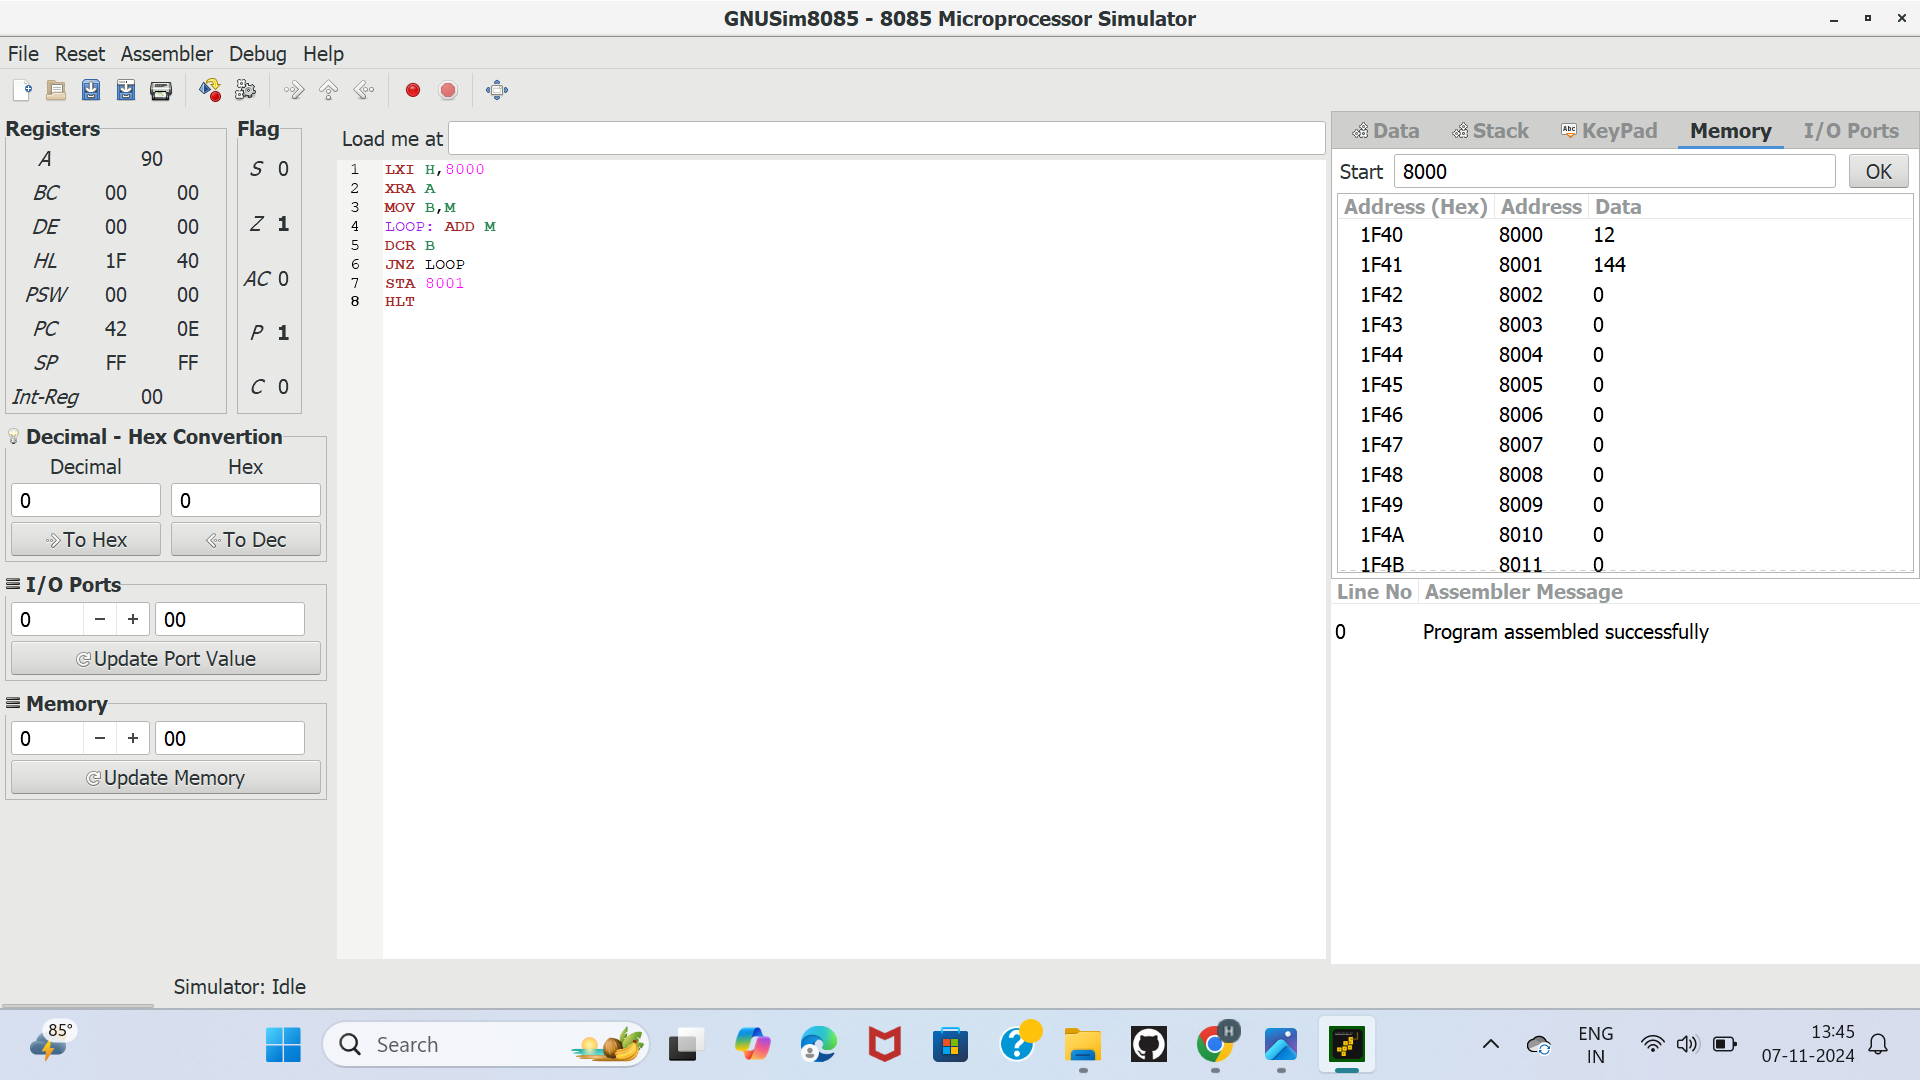 GNUSim8085 - 8085 Microprocessor Simulator
File Reset Assembler Debug Help
Registers
A 90
BC 00 00
DE 00 00
HL 1F 40
PSW 00 00
PC 42 0E
SP FF FF
Int-Reg 00
Flag
S 0
Z 1
AC 0
P 1
C 0
Decimal - Hex Convertion
Decimal Hex
0 0
To Hex To Dec
I/O Ports
0 − + 00
Update Port Value
Memory
0 − + 00
Update Memory
Load me at
1 LXI H,8000
2 XRA A
3 MOV B,M
4 LOOP: ADD M
5 DCR B
6 JNZ LOOP
7 STA 8001
8 HLT
Data Stack Abc KeyPad Memory I/O Ports
Start 8000 OK
Address (Hex) Address Data
1F40 8000 12
1F41 8001 144
1F42 8002 0
1F43 8003 0
1F44 8004 0
1F45 8005 0
1F46 8006 0
1F47 8007 0
1F48 8008 0
1F49 8009 0
1F4A 8010 0
1F4B 8011 0
Line No Assembler Message
0 Program assembled successfully
Simulator: Idle
85°
Search
H
ENG
IN
13:45
07-11-2024